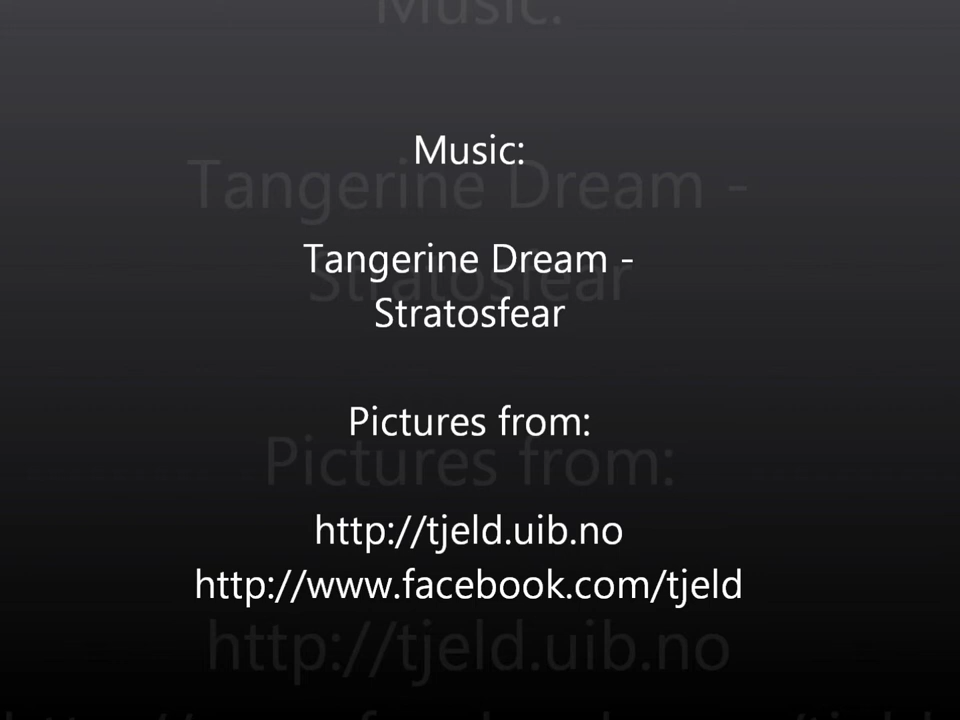 Music:
Tangerine Dream -
Stratosfear
Pictures from:
http://tjeld.uib.no
http://www.facebook.com/tjeld